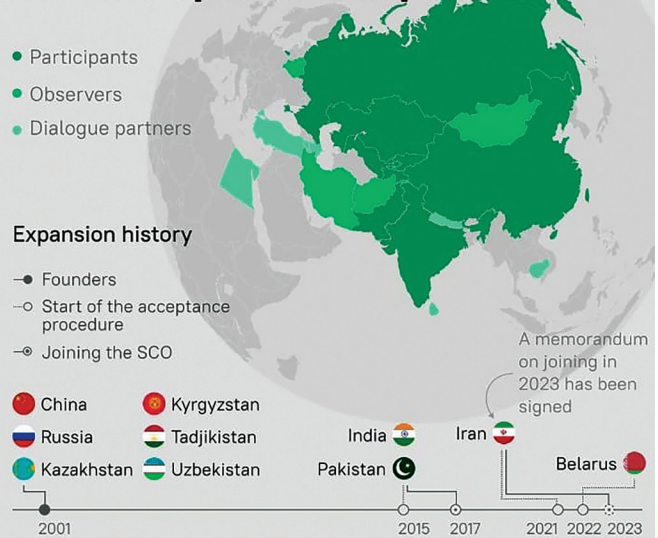 Participants
Observers
Dialogue partners
Expansion history
Founders
Start of the acceptance
procedure
Joining the SCO
A memorandum
on joining in
2023 has been
signed
China
Kyrgyzstan
Russia
Tadjikistan
India
Iran
Kazakhstan
Uzbekistan
Pakistan
Belarus
2001
2015
2017
2021
2022
2023